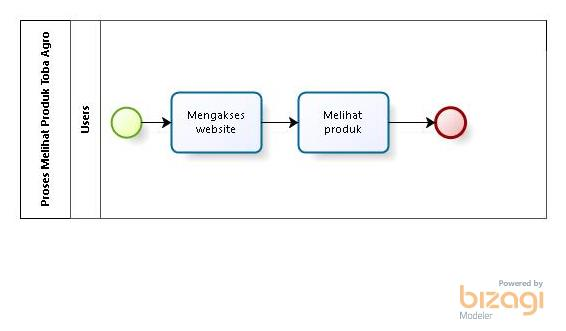 Proses Melihat Produk Toba Agro
Users
Mengakses
website
Melihat
produk
Powered by
bizagi
Modeler